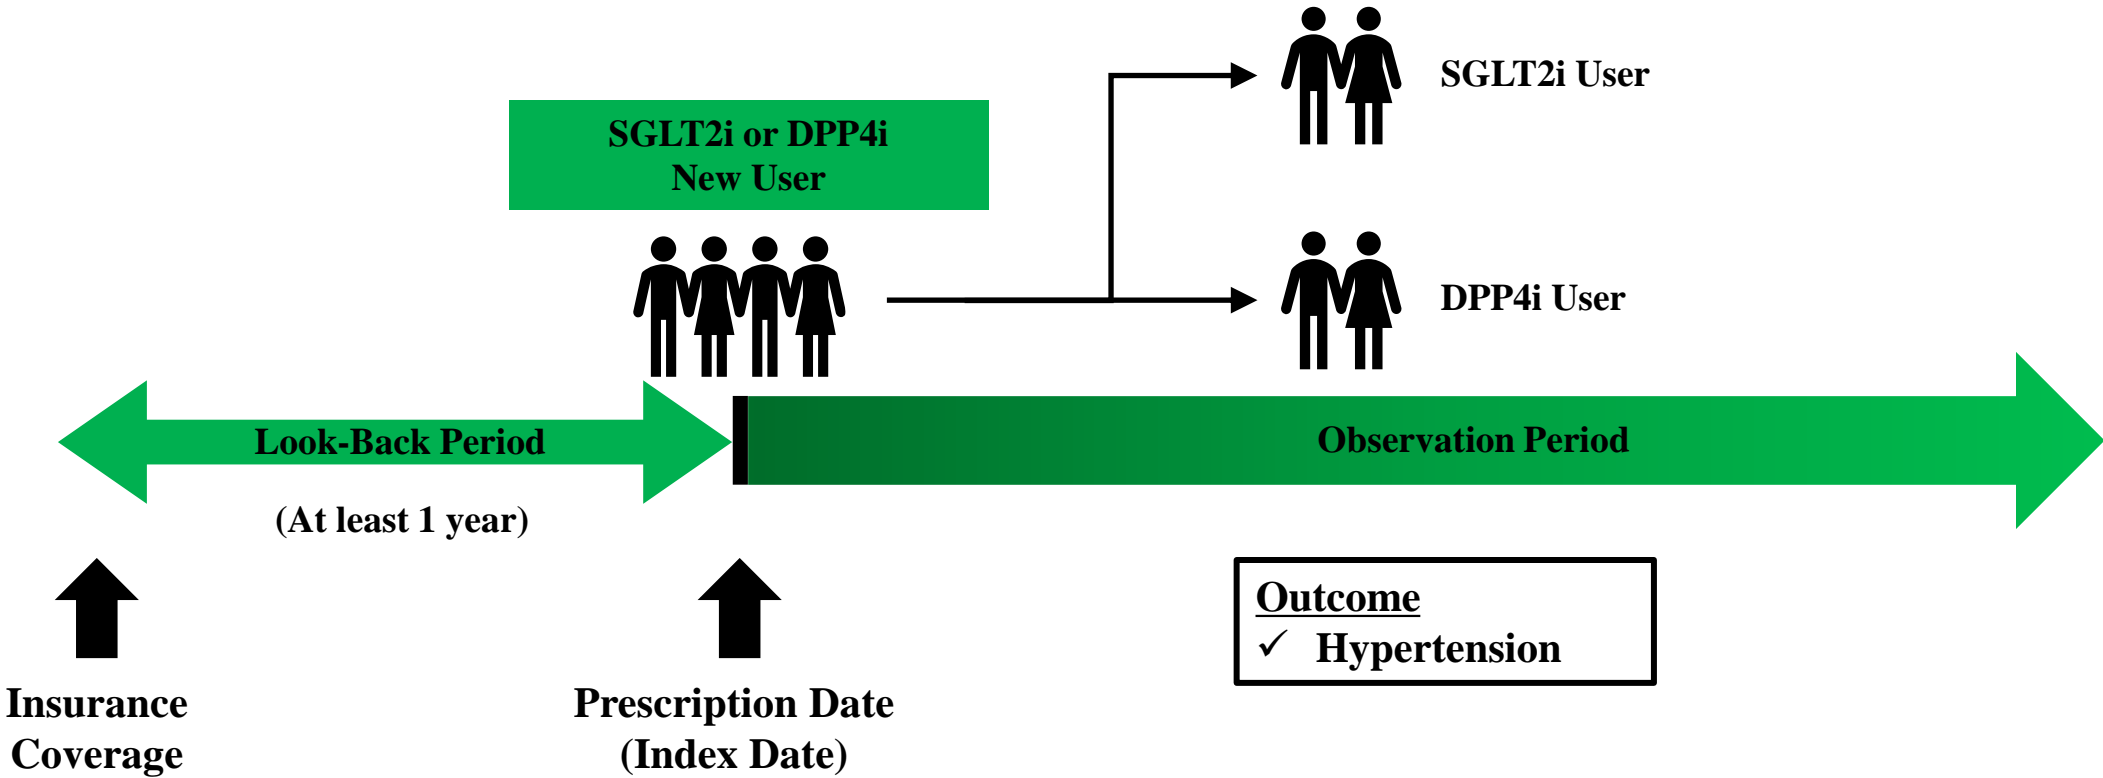 SGLT2i User
SGLT2i or DPP4i
New User
DPP4i User
Look-Back Period
Observation Period
(At least 1 year)
Outcome
✓ Hypertension
Insurance
Coverage
Prescription Date
(Index Date)